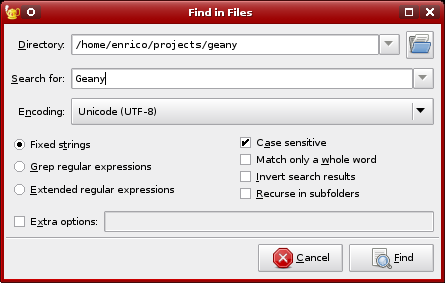 Find in Files
Directory: /home/enrico/projects/geany
Search for: Geany
Encoding: Unicode (UTF-8)
Fixed strings
Case sensitive
Match only a whole word
Grep regular expressions
Invert search results
Extended regular expressions
Recurse in subfolders
Extra options:
Cancel Find